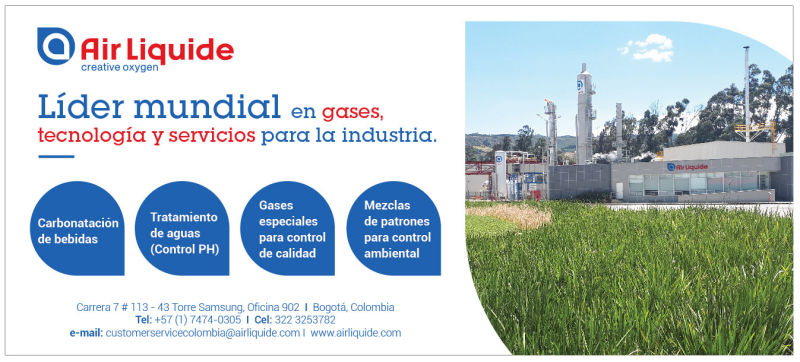 Air Liquide
creative oxygen
Líder mundial en gases,
tecnología y servicios para la industria.
Carbonatación
de bebidas
Tratamiento
de aguas
(Control PH)
Gases
especiales
para control
de calidad
Mezclas
de patrones
para control
ambiental
Carrera 7 # 113 - 43 Torre Samsung, Oficina 902 I Bogotá, Colombia
Tel: +57 (1) 7474-0305 I Cel: 322 3253782
e-mail: customerservicecolombia@airliquide.com I www.airliquide.com
Air Liquide